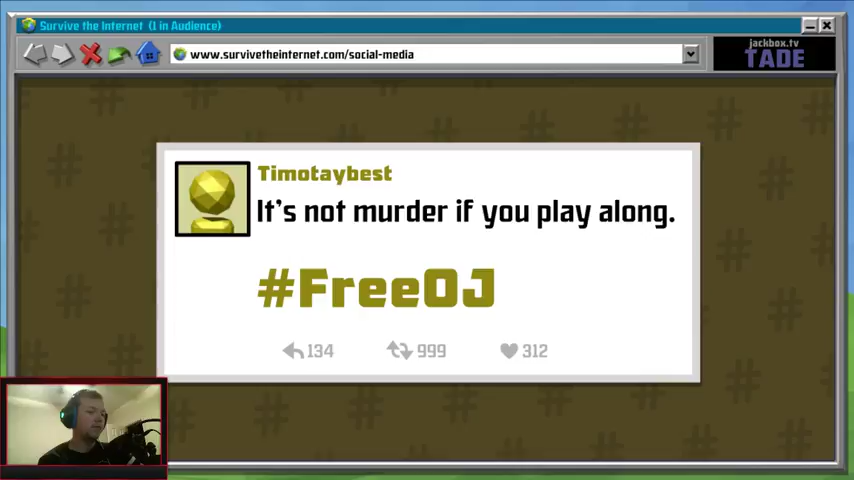 Survive the Internet (1 in Audience)
www.survivetheinternet.com/social-media
jackbox.tv
TADE
Timotaybest
It's not murder if you play along.
#FreeOJ
134 999 312